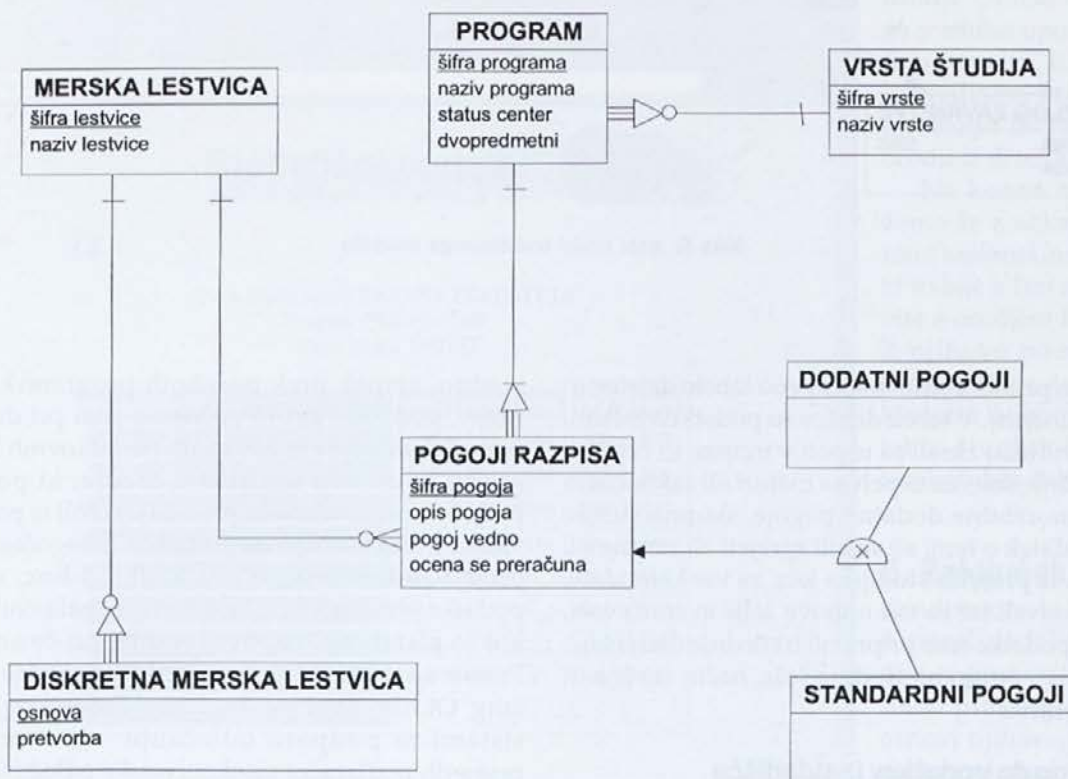 PROGRAM
šifra programa
naziv programa
status center
dvopredmetni
MERSKA LESTVICA
šifra lestvice
naziv lestvice
VRSTA ŠTUDIJA
šifra vrste
naziv vrste
DODATNI POGOJI
POGOJI RAZPISA
šifra pogoja
opis pogoja
pogoj vedno
ocena se preračuna
DISKRETNA MERSKA LESTVICA
osnova
pretvorba
STANDARDNI POGOJI